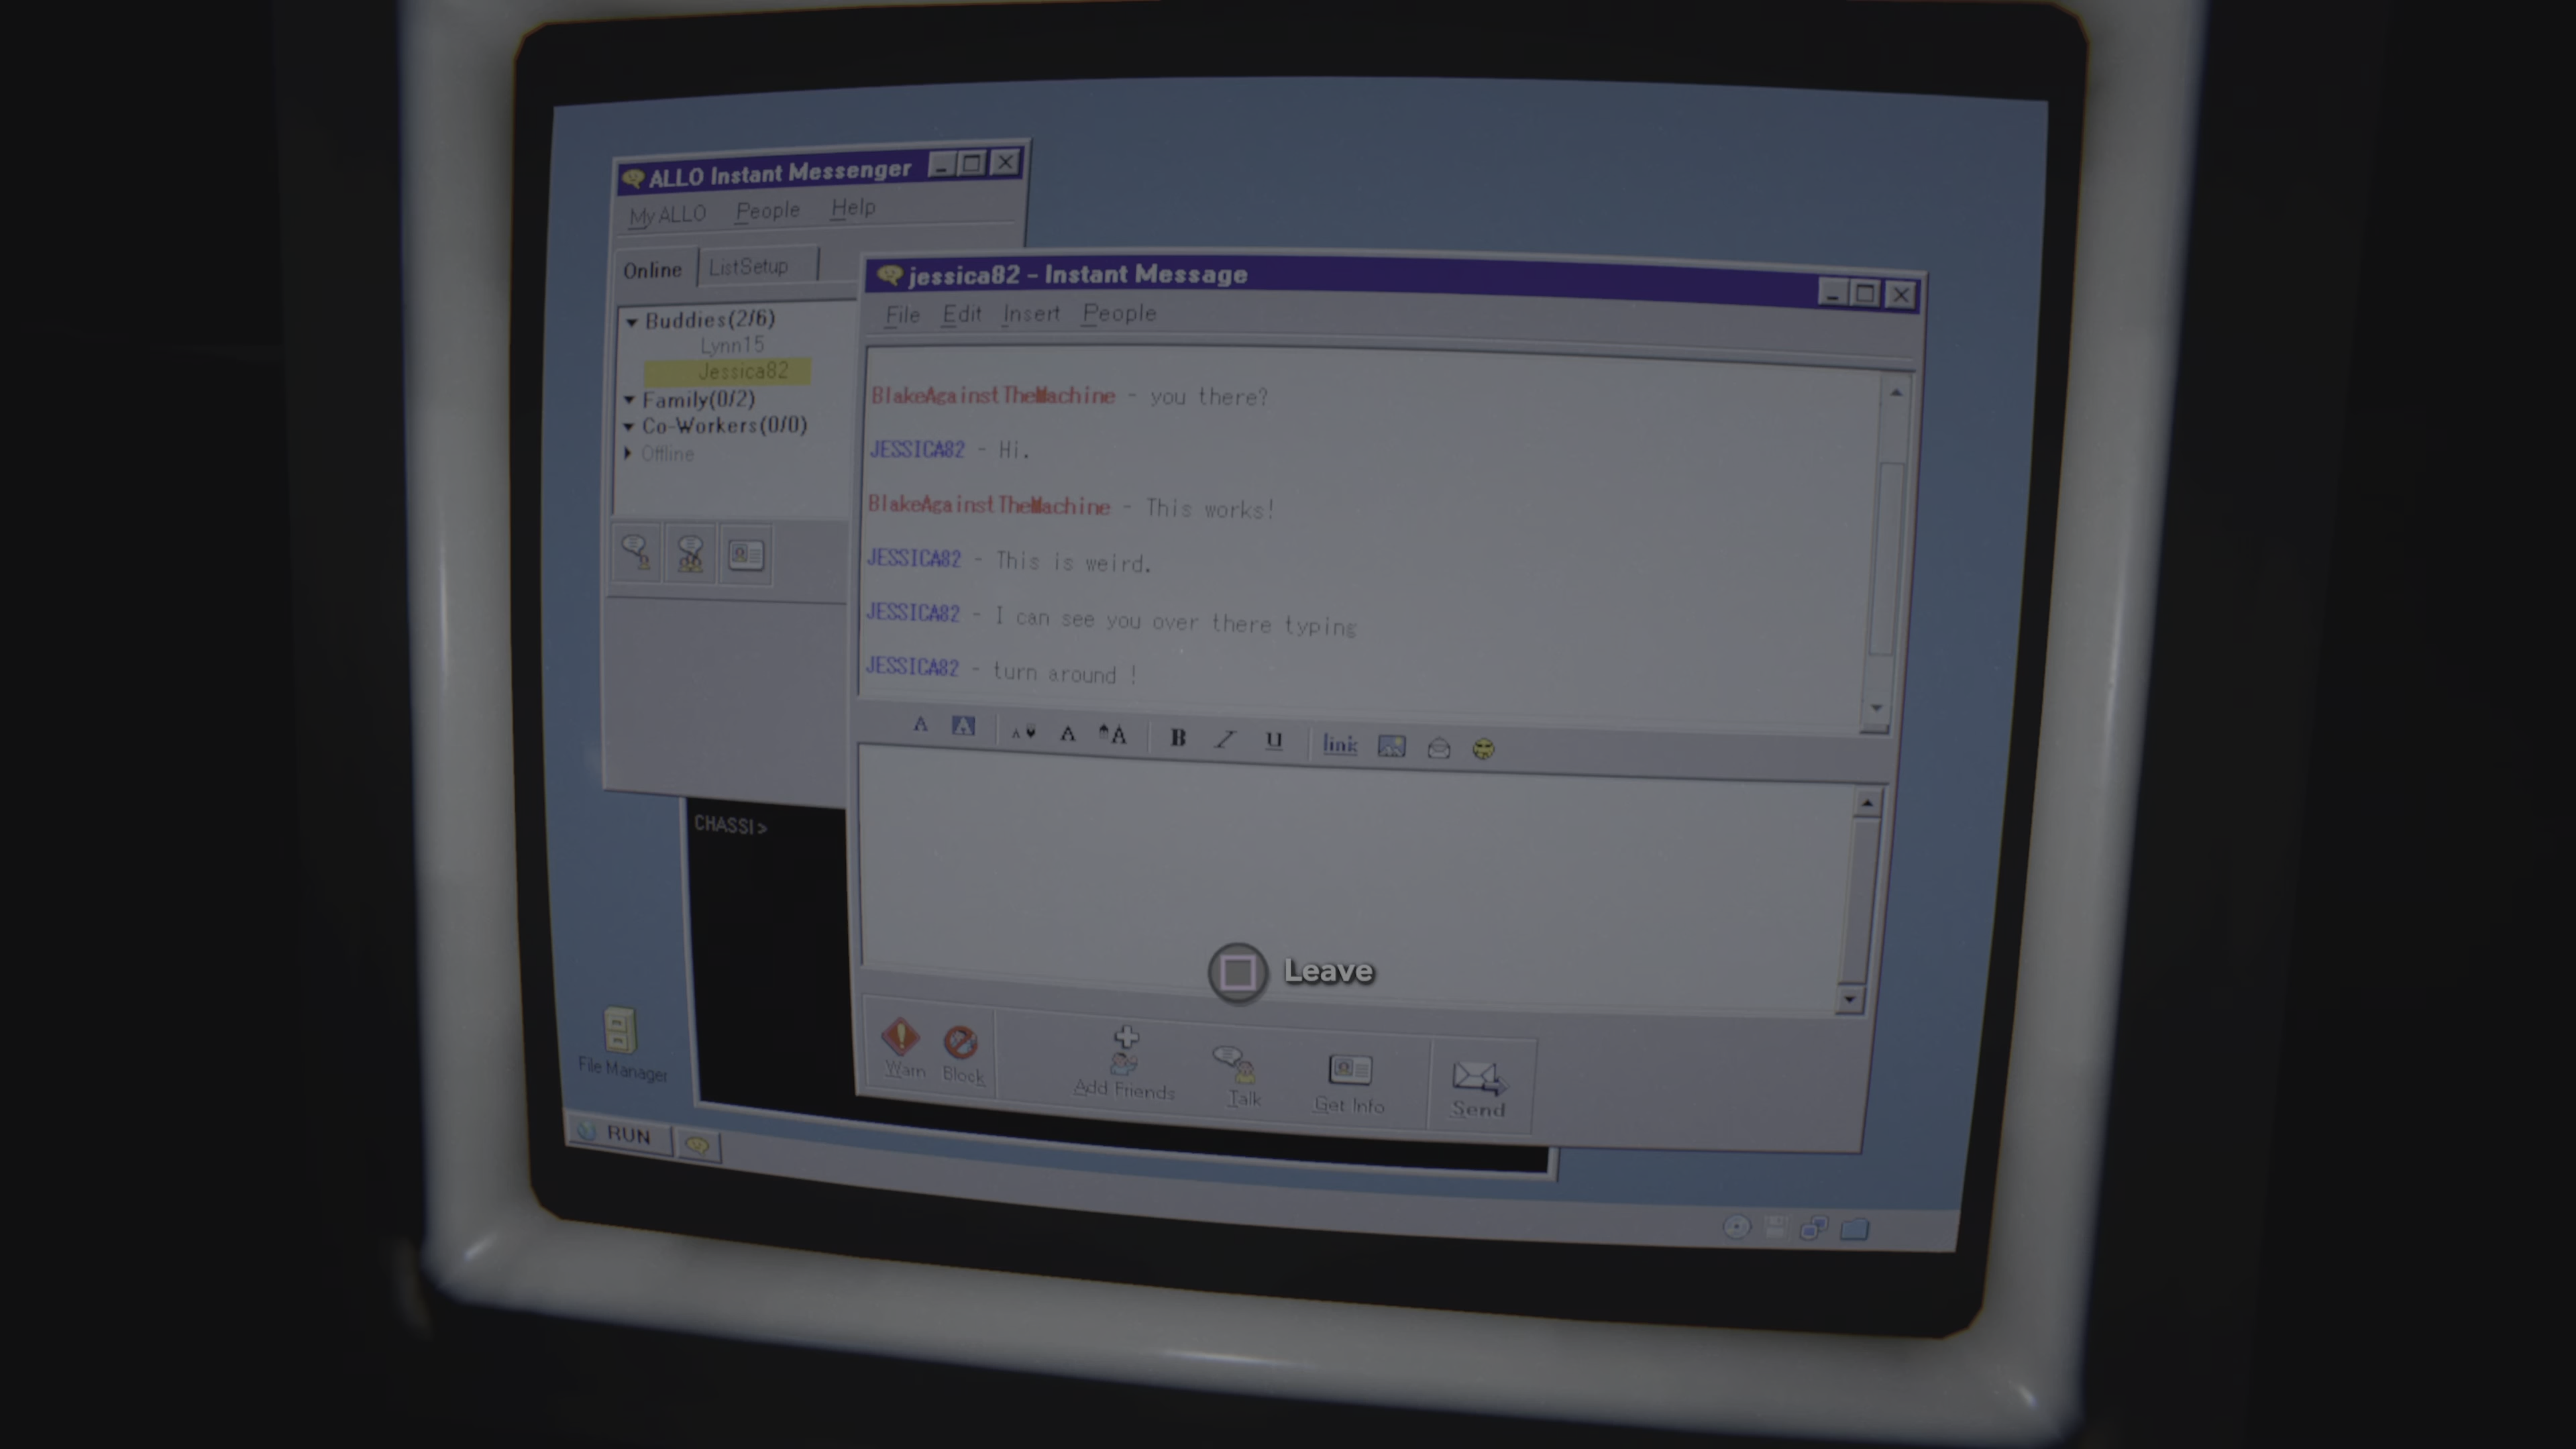 ALLO Instant Messenger
My ALLO People Help
Online ListSetup
Buddies(2/6)
Lynn15
Jessica82
Family(0/2)
Co-Workers(0/0)
Offline
jessica82 - Instant Message
File Edit Insert People
BlakeAgainstTheMachine - you there?
JESSICA82 - Hi.
BlakeAgainstTheMachine - This works!
JESSICA82 - This is weird.
JESSICA82 - I can see you over there typing
JESSICA82 - turn around !
A A A A A B I U link
CHASSI>
Leave
Warn Block Add Friends Talk Get Info Send
File Manager
RUN